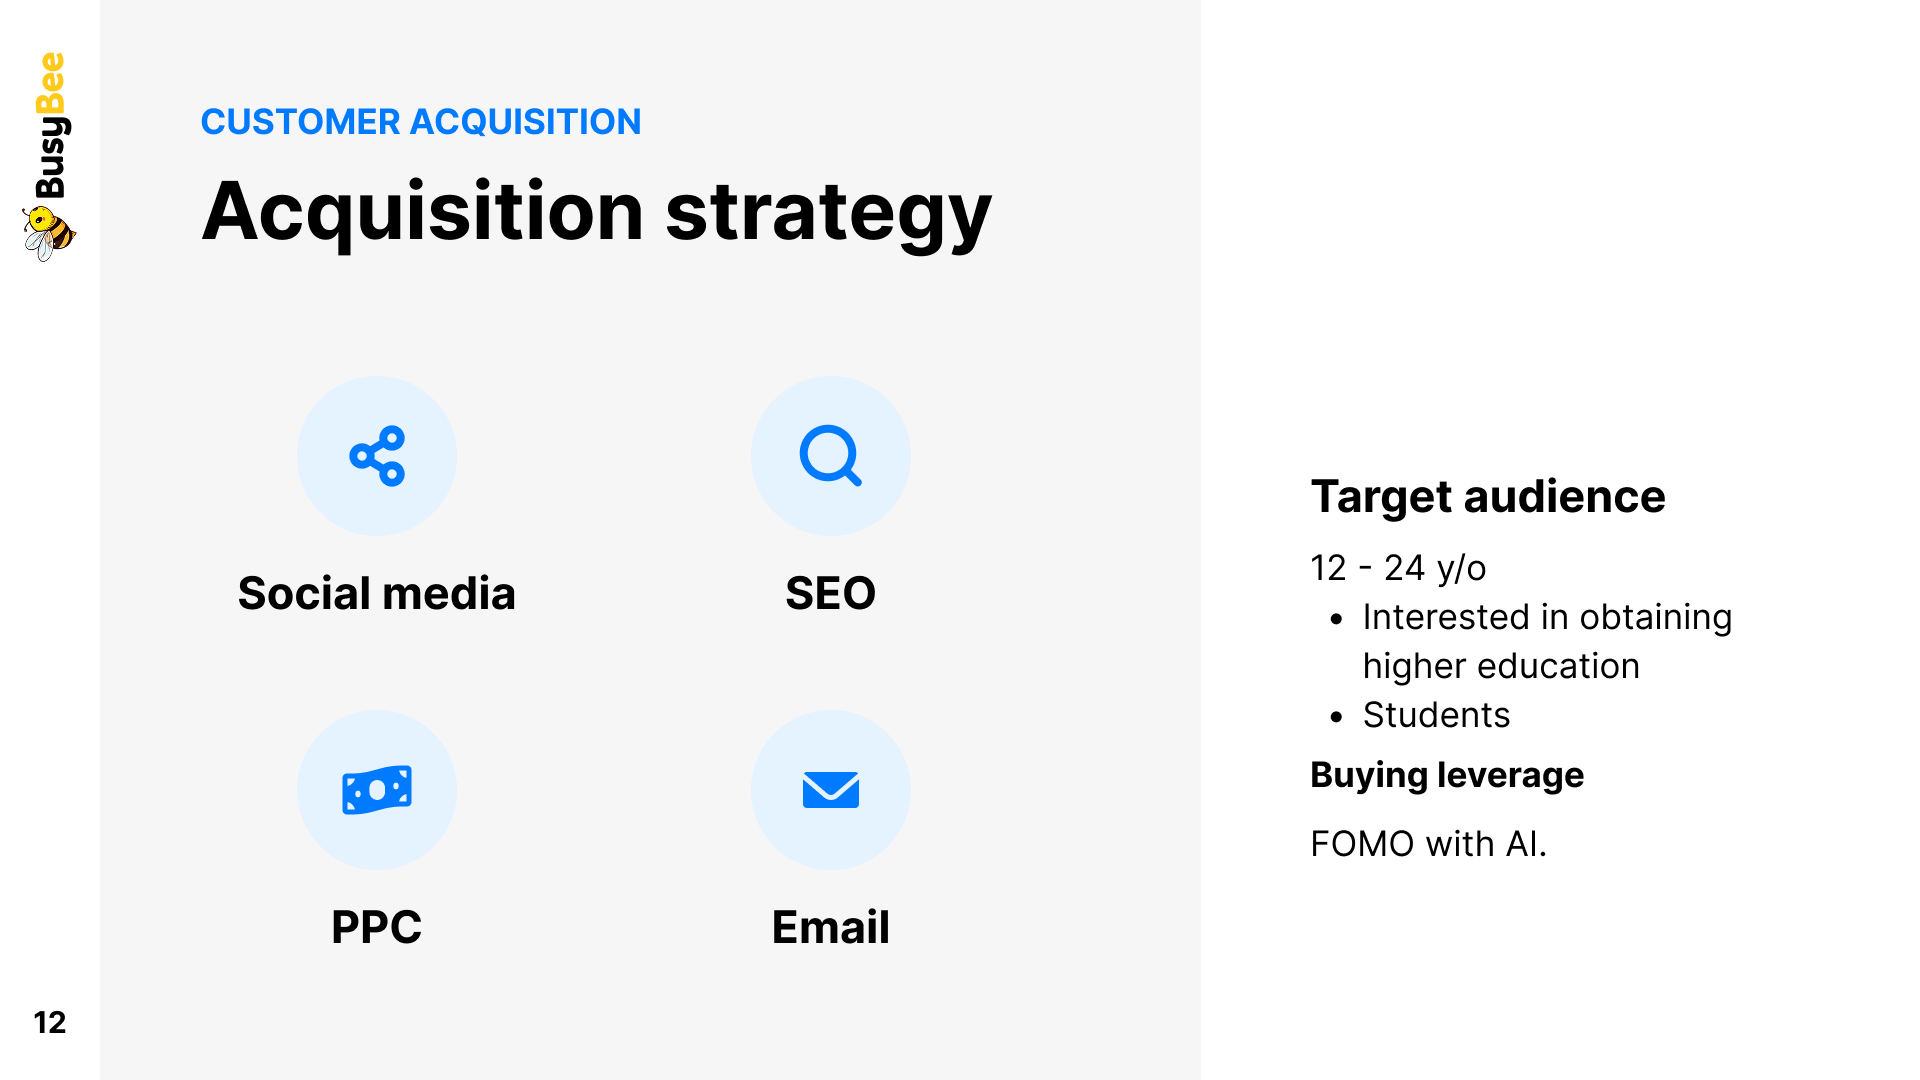 BusyBee
CUSTOMER ACQUISITION
Acquisition strategy
Social media
SEO
PPC
Email
Target audience
12 - 24 y/o
• Interested in obtaining
higher education
• Students
Buying leverage
FOMO with AI.
12